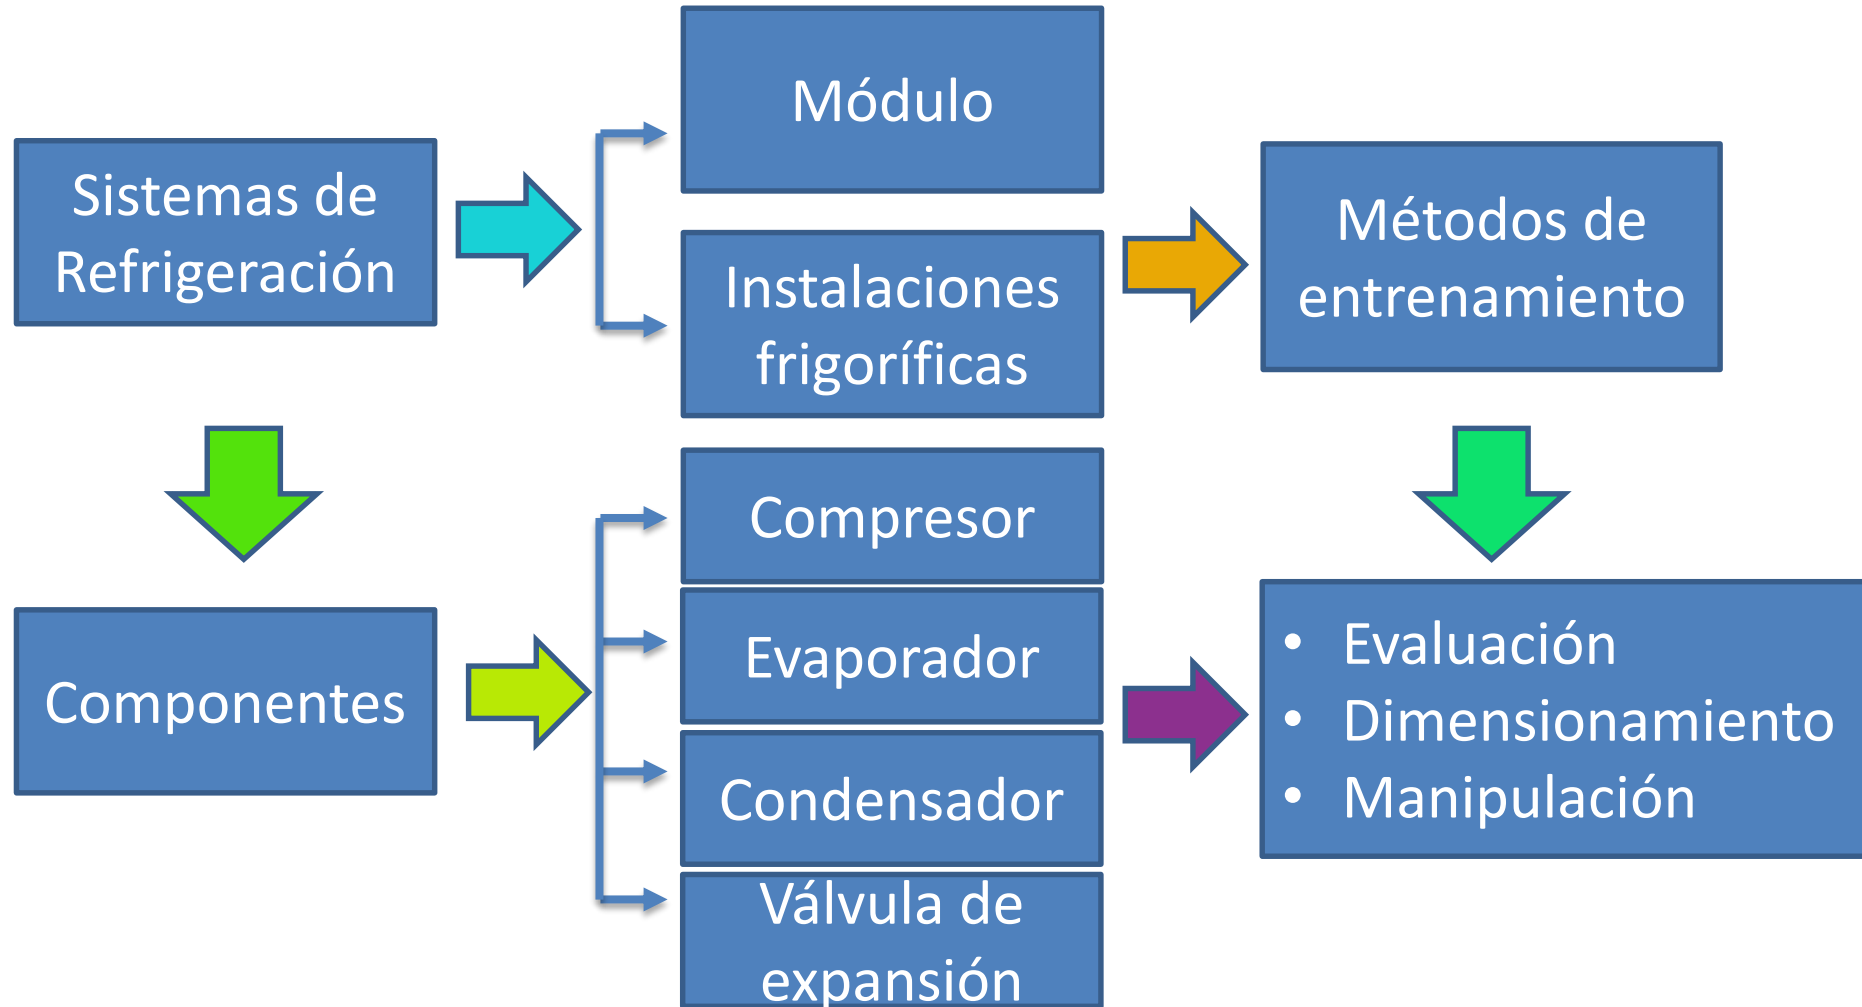 Sistemas de
Refrigeración
Módulo
Instalaciones
frigoríficas
Métodos de
entrenamiento
Componentes
Compresor
Evaporador
Condensador
Válvula de
expansión
• Evaluación
• Dimensionamiento
• Manipulación